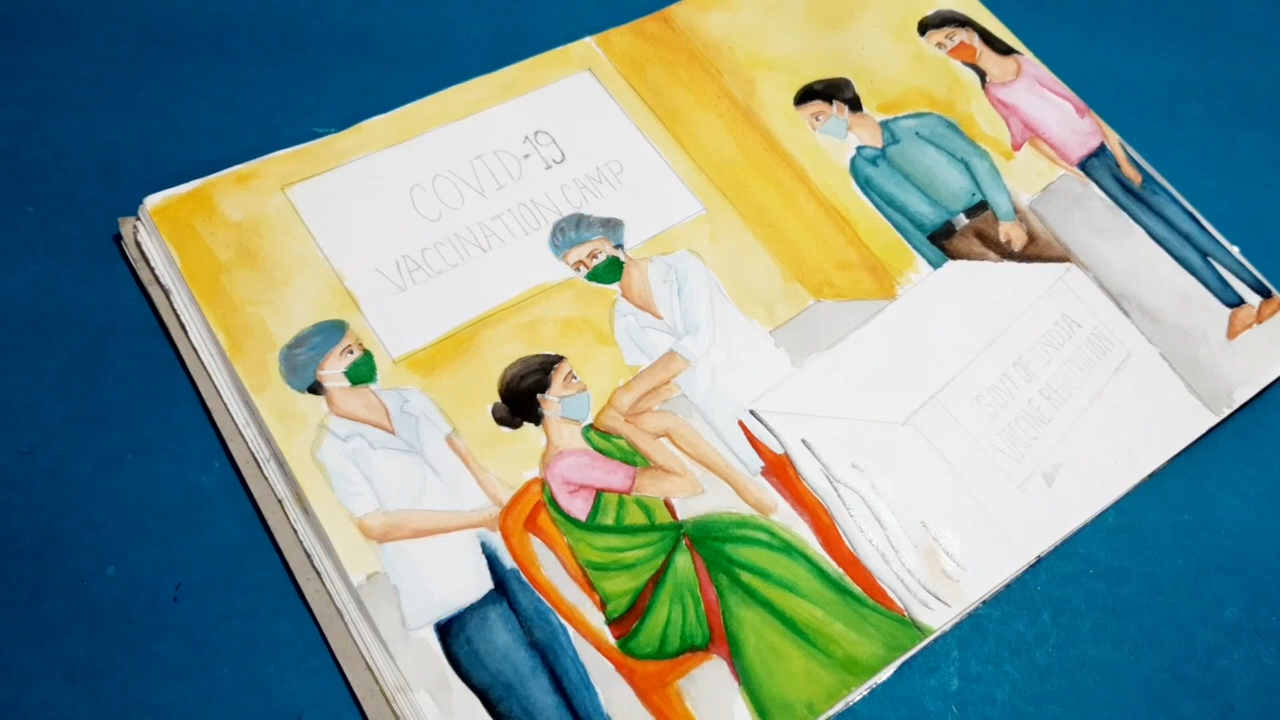 COVID-19
VACCINATION CAMP
GOVT OF INDIA
VACCINE REGISTRATION